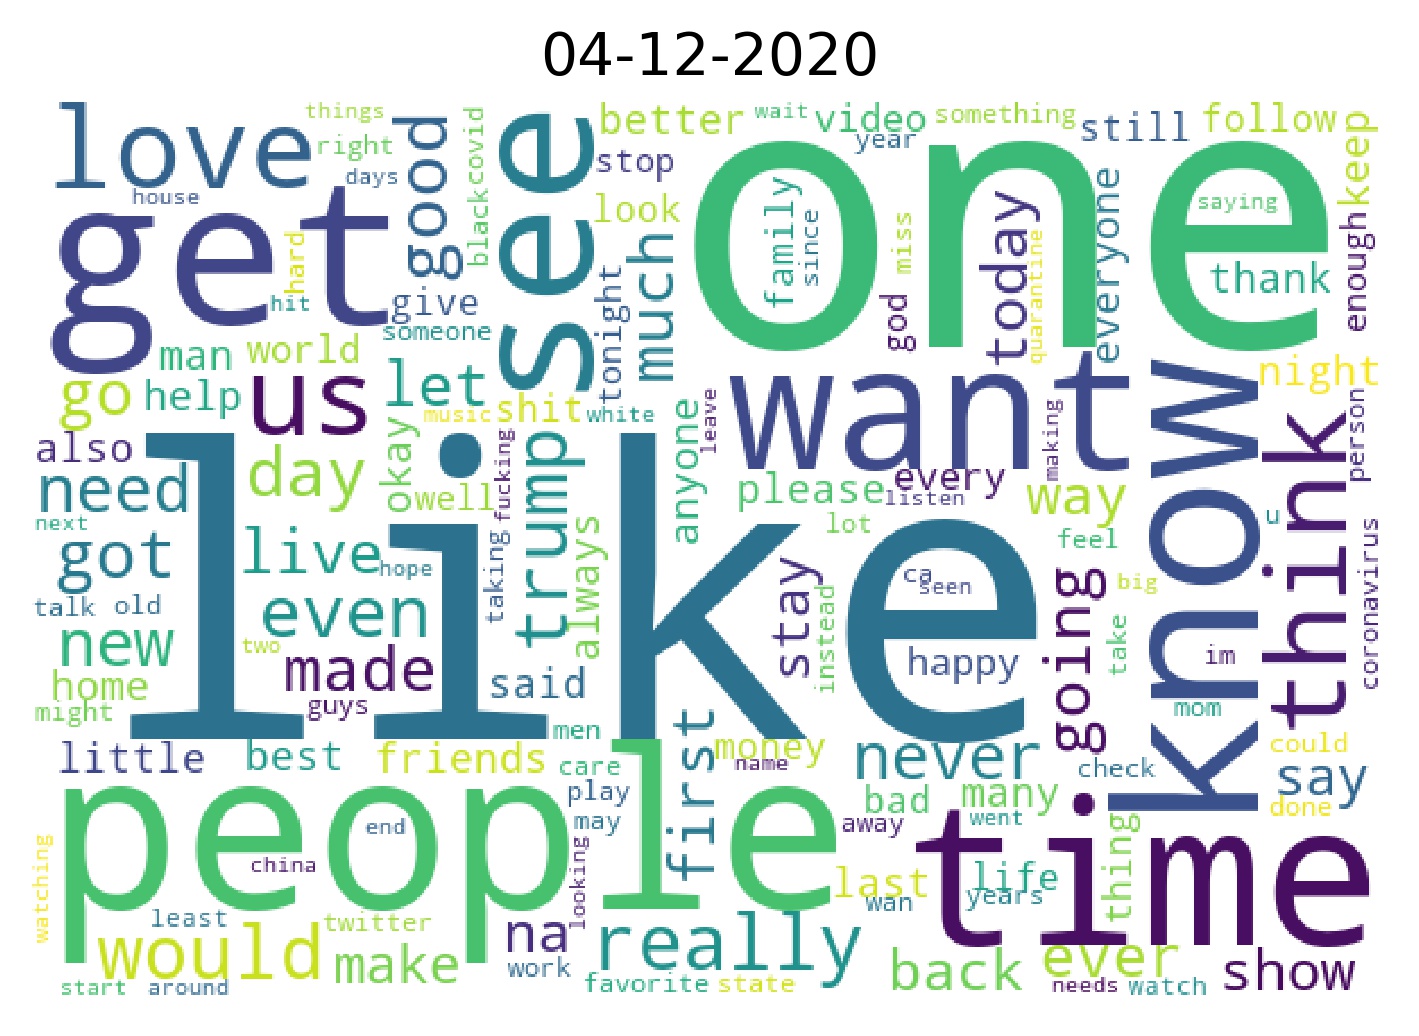 04-12-2020
things
better
wait
video
something
still
follow
keep
love
right
good
covid
see
stop
year
one
days
house
get
black
look
family
since
miss
today
quarantine
everyone
saying
enough
hard
much
god
thank
hit
give
someone
tonight
man
world
go
help
us
let
music
shit
white
want
know
night
also
like
okay
trump
fucking
anyone
leave
making
think
person
need
day
well
please
every
listen
way
next
got
live
hope
taking
always
lot
feel
u
coronavirus
talk
old
even
stay
instead
ca
seen
going
big
take
new
two
made
said
happy
im
home
might
guys
mom
little
best
friends
men
care
first
money
name
never
check
could
say
people
end
play
may
bad
many
done
china
looking
away
went
time
thing
watching
last
life
years
wan
least
twitter
would
make
na
work
really
back
ever
show
start
around
favorite
state
needs
watch